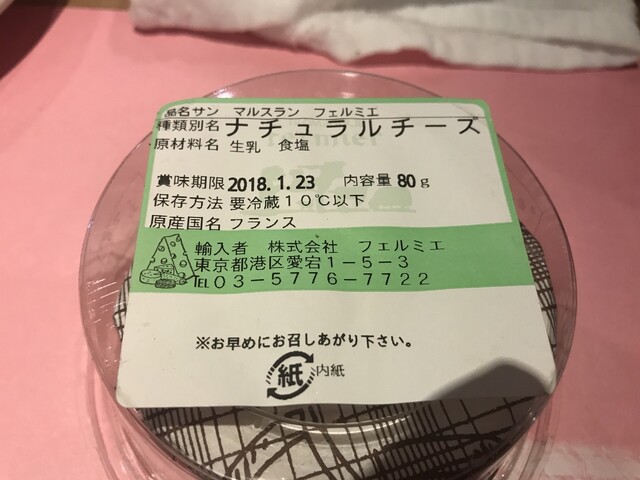 品名サン マルスラン フェルミエ
種類別名 ナチュラルチーズ
原材料名 生乳 食塩
賞味期限 2018.1.23 内容量 80g
保存方法 要冷蔵10℃以下
原産国名 フランス
輸入者 株式会社 フェルミエ
東京都港区愛宕1-5-3
℡03-5776-7722
※お早めにお召しあがり下さい。
紙 内紙